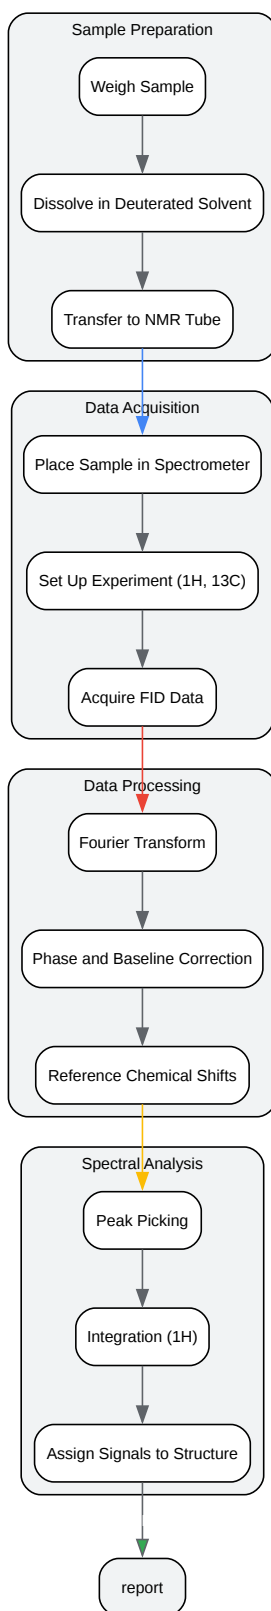 Sample Preparation
Weigh Sample
Dissolve in Deuterated Solvent
Transfer to NMR Tube
Data Acquisition
Place Sample in Spectrometer
Set Up Experiment (1H, 13C)
Acquire FID Data
Data Processing
Fourier Transform
Phase and Baseline Correction
Reference Chemical Shifts
Spectral Analysis
Peak Picking
Integration (1H)
Assign Signals to Structure
report